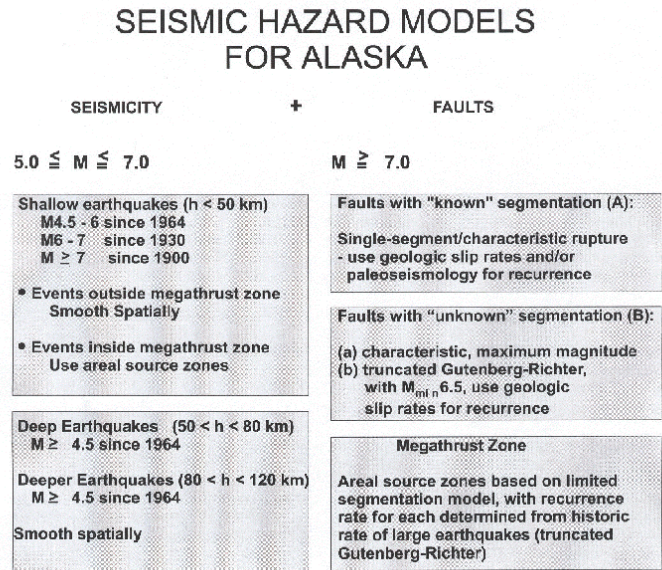 SEISMIC HAZARD MODELS
FOR ALASKA
SEISMICITY + FAULTS
5.0 ≦ M ≦ 7.0
Shallow earthquakes (h < 50 km)
M4.5 - 6 since 1964
M6 - 7 since 1930
M ≥ 7 since 1900
• Events outside megathrust zone
Smooth Spatially
• Events inside megathrust zone
Use areal source zones
Deep Earthquakes (50 < h < 80 km)
M ≥ 4.5 since 1964
Deeper Earthquakes (80 < h < 120 km)
M ≥ 4.5 since 1964
Smooth spatially
M ≧ 7.0
Faults with "known" segmentation (A):
Single-segment/characteristic rupture
- use geologic slip rates and/or
paleoseismology for recurrence
Faults with "unknown" segmentation (B):
(a) characteristic, maximum magnitude
(b) truncated Gutenberg-Richter,
with Mmin 6.5, use geologic
slip rates for recurrence
Megathrust Zone
Areal source zones based on limited
segmentation model, with recurrence
rate for each determined from historic
rate of large earthquakes (truncated
Gutenberg-Richter)